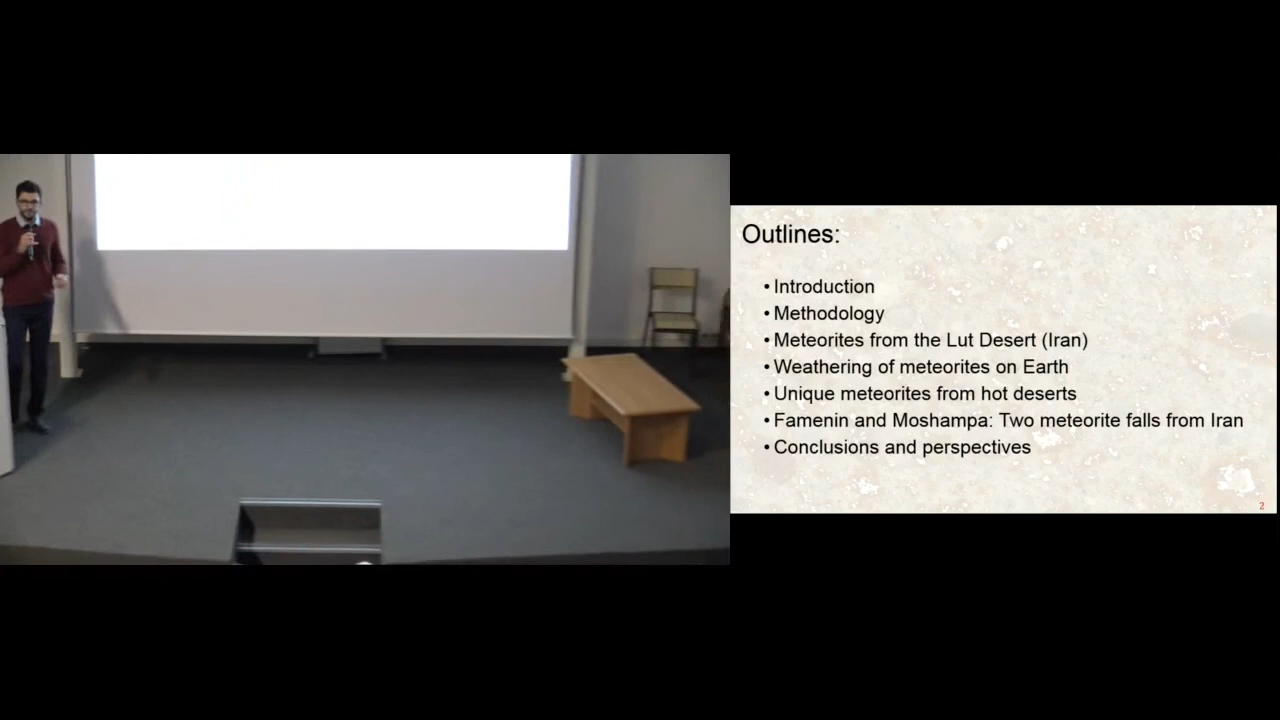 Outlines:
• Introduction
• Methodology
• Meteorites from the Lut Desert (Iran)
• Weathering of meteorites on Earth
• Unique meteorites from hot deserts
• Famenin and Moshampa: Two meteorite falls from Iran
• Conclusions and perspectives
2